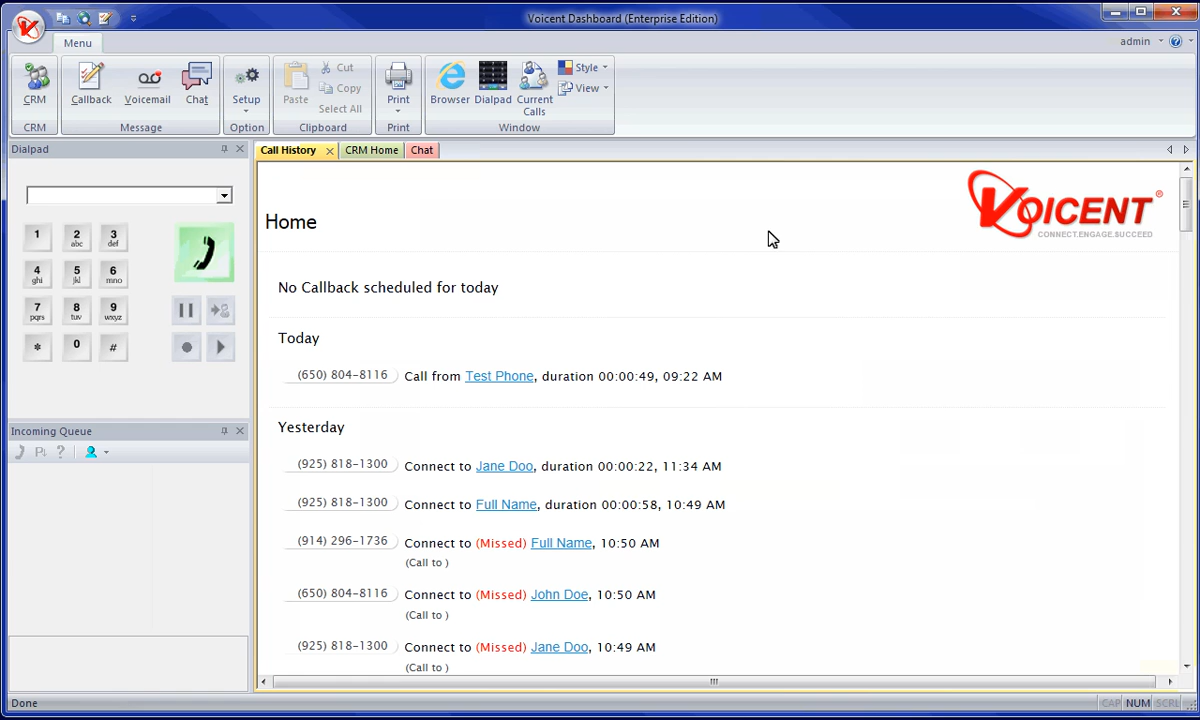 Voicent Dashboard (Enterprise Edition)
Menu
admin
CRM
Callback
Voicemail
Chat
Setup
Paste
Cut
Copy
Select All
Print
Browser
Dialpad
Current Calls
Style
View
CRM
Message
Option
Clipboard
Print
Window
Dialpad
1
2 abc
3 def
4 ghi
5 jkl
6 mno
7 pqrs
8 tuv
9 wxyz
*
0
#
Incoming Queue
Call History
CRM Home
Chat
Home
VOICENT®
CONNECT.ENGAGE.SUCCEED
No Callback scheduled for today
Today
(650) 804-8116 Call from Test Phone, duration 00:00:49, 09:22 AM
Yesterday
(925) 818-1300 Connect to Jane Doo, duration 00:00:22, 11:34 AM
(925) 818-1300 Connect to Full Name, duration 00:00:58, 10:49 AM
(914) 296-1736 Connect to (Missed) Full Name, 10:50 AM
(Call to )
(650) 804-8116 Connect to (Missed) John Doe, 10:50 AM
(Call to )
(925) 818-1300 Connect to (Missed) Jane Doo, 10:49 AM
(Call to )
Done
CAP NUM SCRL